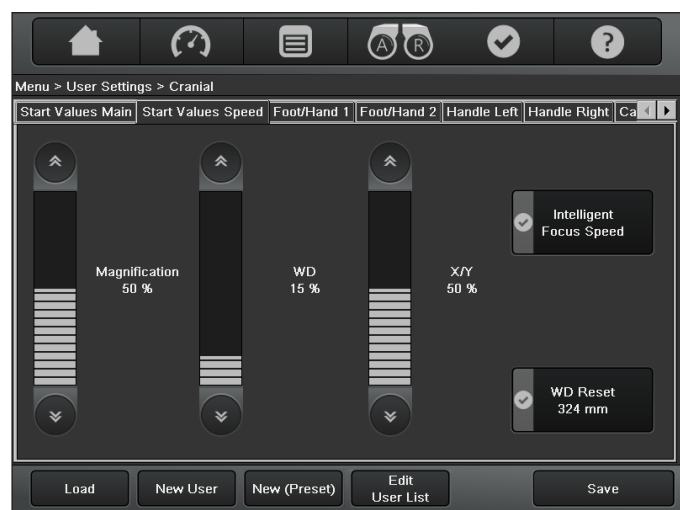 A R ?
Menu > User Settings > Cranial
Start Values Main Start Values Speed Foot/Hand 1 Foot/Hand 2 Handle Left Handle Right Ca
Intelligent
Focus Speed
Magnification WD X/Y
50 % 15 % 50 %
WD Reset
324 mm
Load New User New (Preset) Edit
User List Save